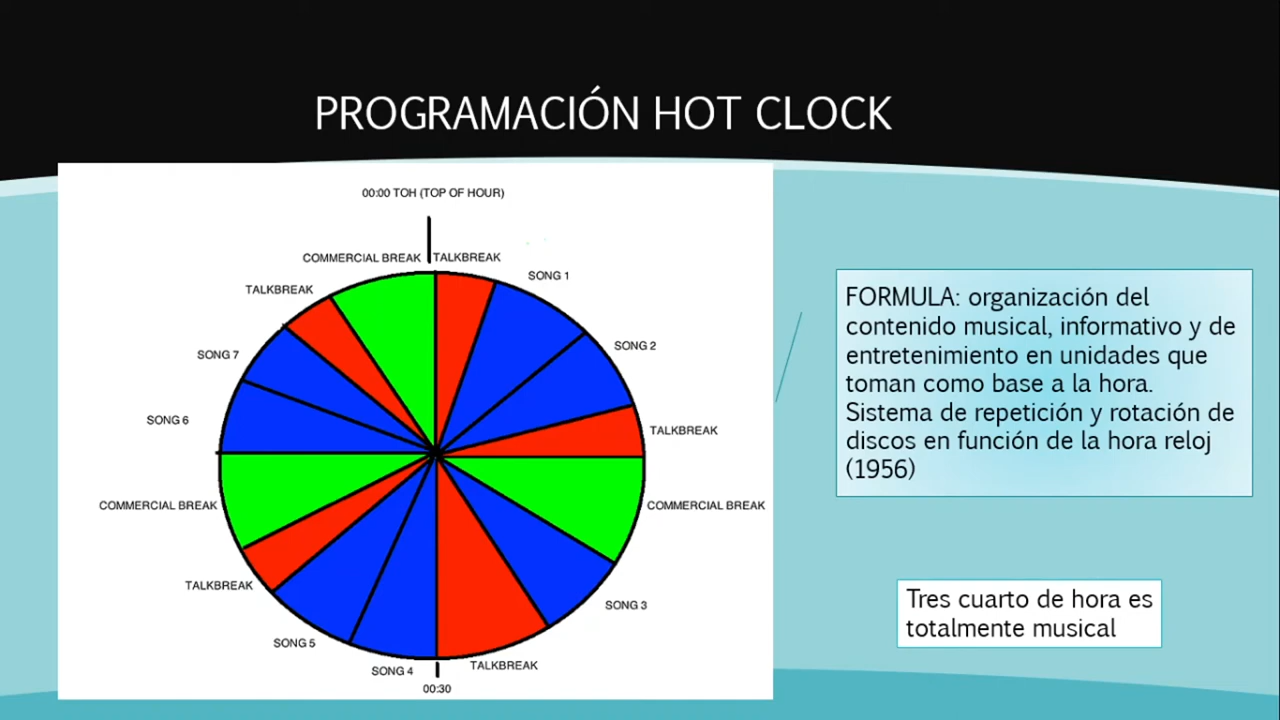 PROGRAMACIÓN HOT CLOCK
00:00 TOH (TOP OF HOUR)
COMMERCIAL BREAK
TALKBREAK
SONG 1
TALKBREAK
SONG 2
SONG 7
TALKBREAK
SONG 6
COMMERCIAL BREAK
COMMERCIAL BREAK
TALKBREAK
SONG 3
SONG 5
TALKBREAK
SONG 4
00:30
FORMULA: organización del
contenido musical, informativo y de
entretenimiento en unidades que
toman como base a la hora.
Sistema de repetición y rotación de
discos en función de la hora reloj
(1956)
Tres cuarto de hora es
totalmente musical